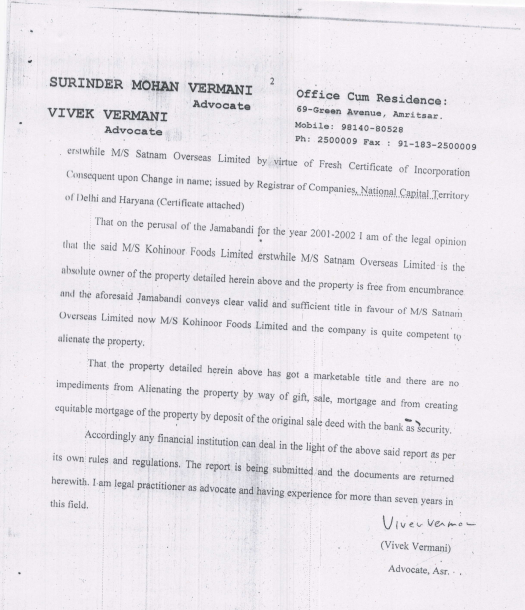 SURINDER MOHAN VERMANI
Advocate
VIVEK VERMANI
Advocate
2
Office Cum Residence:
69-Green Avenue, Amritsar.
Mobile: 98140-80528
Ph: 2500009 Fax : 91-183-2500009
erstwhile M/S Satnam Overseas Limited by virtue of Fresh Certificate of Incorporation
Consequent upon Change in name; issued by Registrar of Companies, National Capital Territory
of Delhi and Haryana (Certificate attached)
That on the perusal of the Jamabandi for the year 2001-2002 I am of the legal opinion
that the said M/S Kohinoor Foods Limited erstwhile M/S Satnam Overseas Limited is the
absolute owner of the property detailed herein above and the property is free from encumbrance
and the aforesaid Jamabandi conveys clear valid and sufficient title in favour of M/S Satnam
Overseas Limited now M/S Kohinoor Foods Limited and the company is quite competent to
alienate the property.
That the property detailed herein above has got a marketable title and there are no
impediments from Alienating the property by way of gift, sale, mortgage and from creating
equitable mortgage of the property by deposit of the original sale deed with the bank as security.
Accordingly any financial institution can deal in the light of the above said report as per
its own rules and regulations. The report is being submitted and the documents are returned
herewith. I am legal practitioner as advocate and having experience for more than seven years in
this field.
Vivek Verman
(Vivek Vermani)
Advocate, Asr.